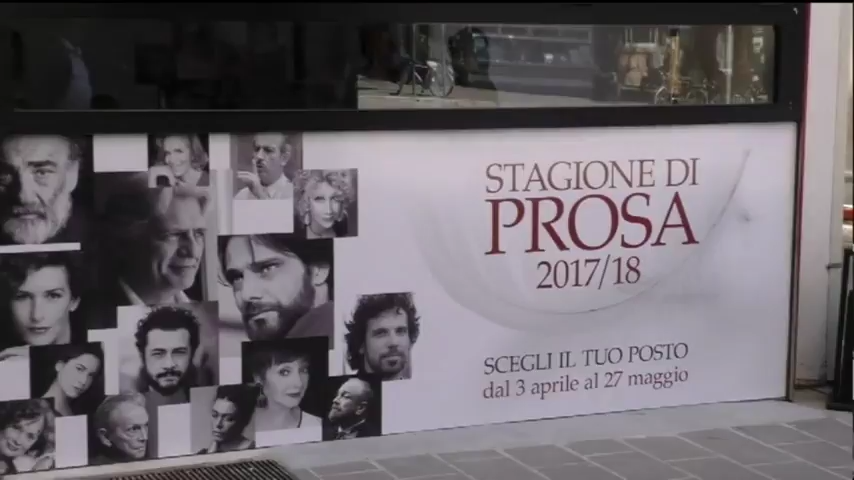 STAGIONE DI
PROSA
2017/18
SCEGLI IL TUO POSTO
dal 3 aprile al 27 maggio